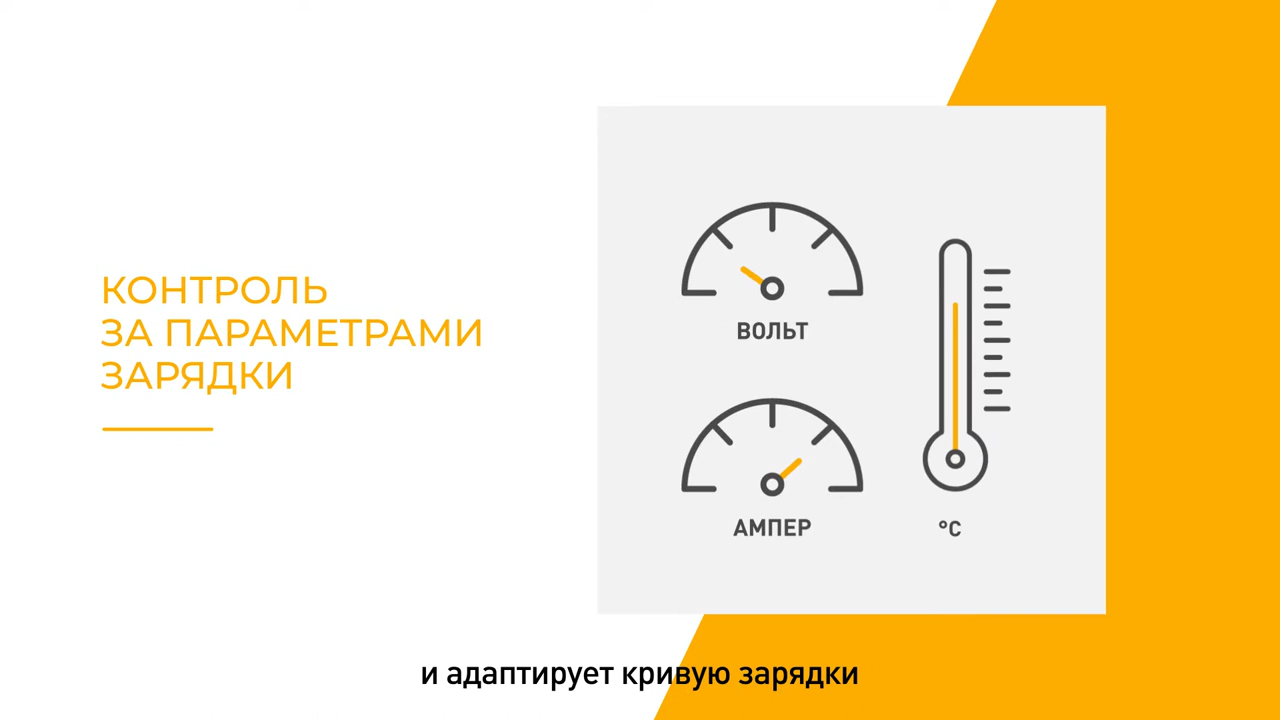 КОНТРОЛЬ
ЗА ПАРАМЕТРАМИ
ЗАРЯДКИ
ВОЛЬТ
АМПЕР
°C
и адаптирует кривую зарядки